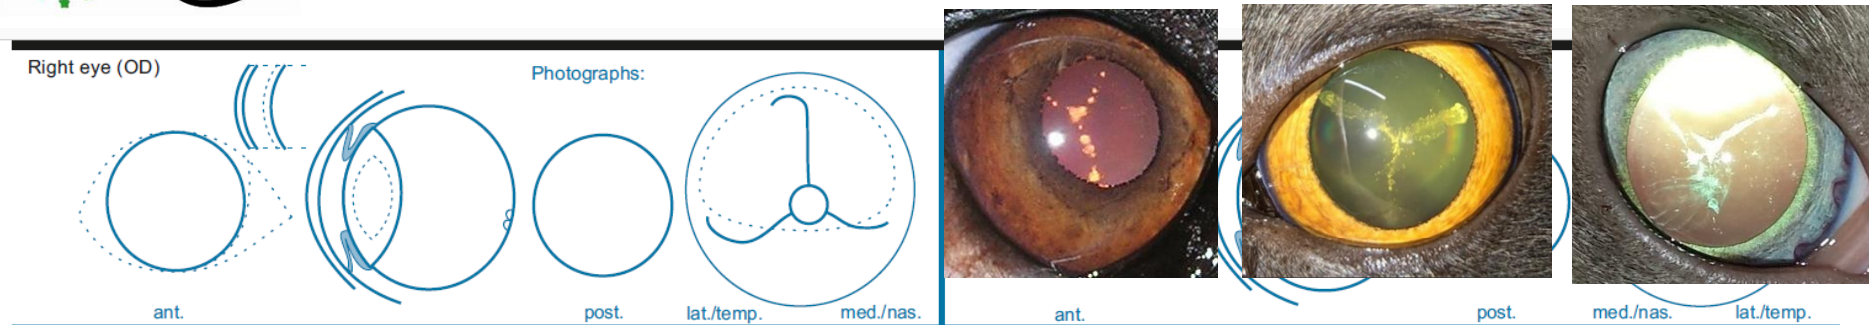 Right eye (OD)
Photographs:
ant.
post.
lat./temp.
med./nas.
ant.
post.
med./nas.
lat./temp.